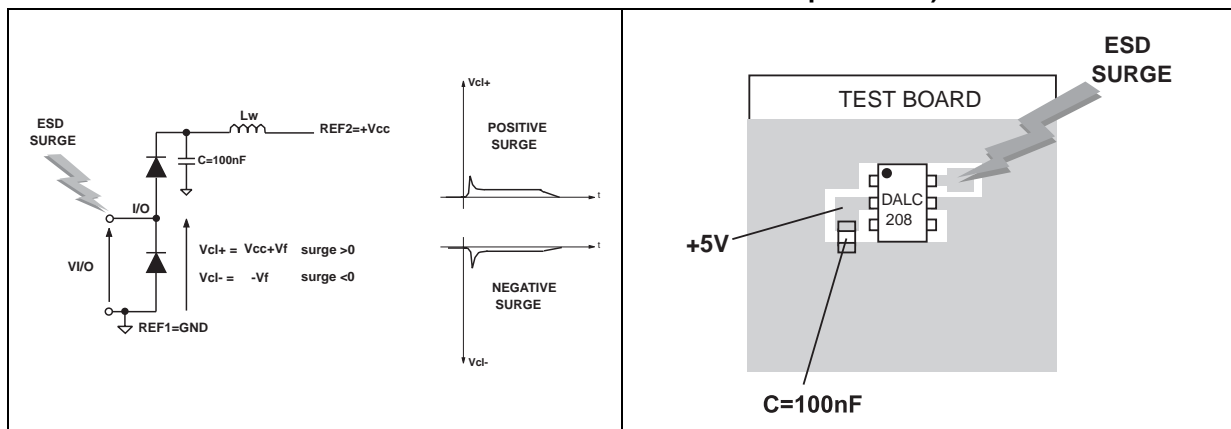 ESD
SURGE
Lw
REF2=+Vcc
C=100nF
I/O
VI/O
Vcl+ = Vcc+Vf surge >0
Vcl- = -Vf surge <0
REF1=GND
Vcl+
POSITIVE
SURGE
t
t
NEGATIVE
SURGE
Vcl-
ESD
SURGE
TEST BOARD
DALC
208
+5V
C=100nF